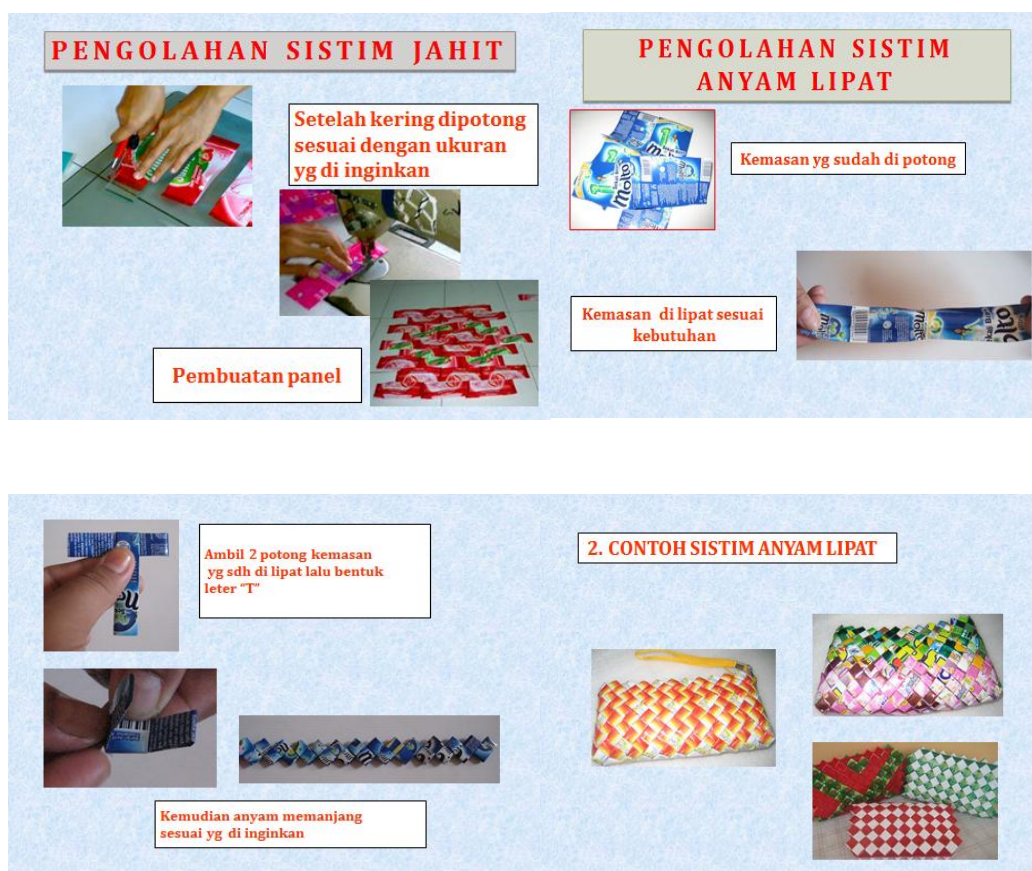 PENGOLAHAN SISTIM JAHIT
Setelah kering dipotong
sesuai dengan ukuran
yg di inginkan
Pembuatan panel
PENGOLAHAN SISTIM
ANYAM LIPAT
Kemasan yg sudah di potong
1
Molto
Kemasan di lipat sesuai
kebutuhan
Ambil 2 potong kemasan
yg sdh di lipat lalu bentuk
leter “T”
Kemudian anyam memanjang
sesuai yg di inginkan
2. CONTOH SISTIM ANYAM LIPAT